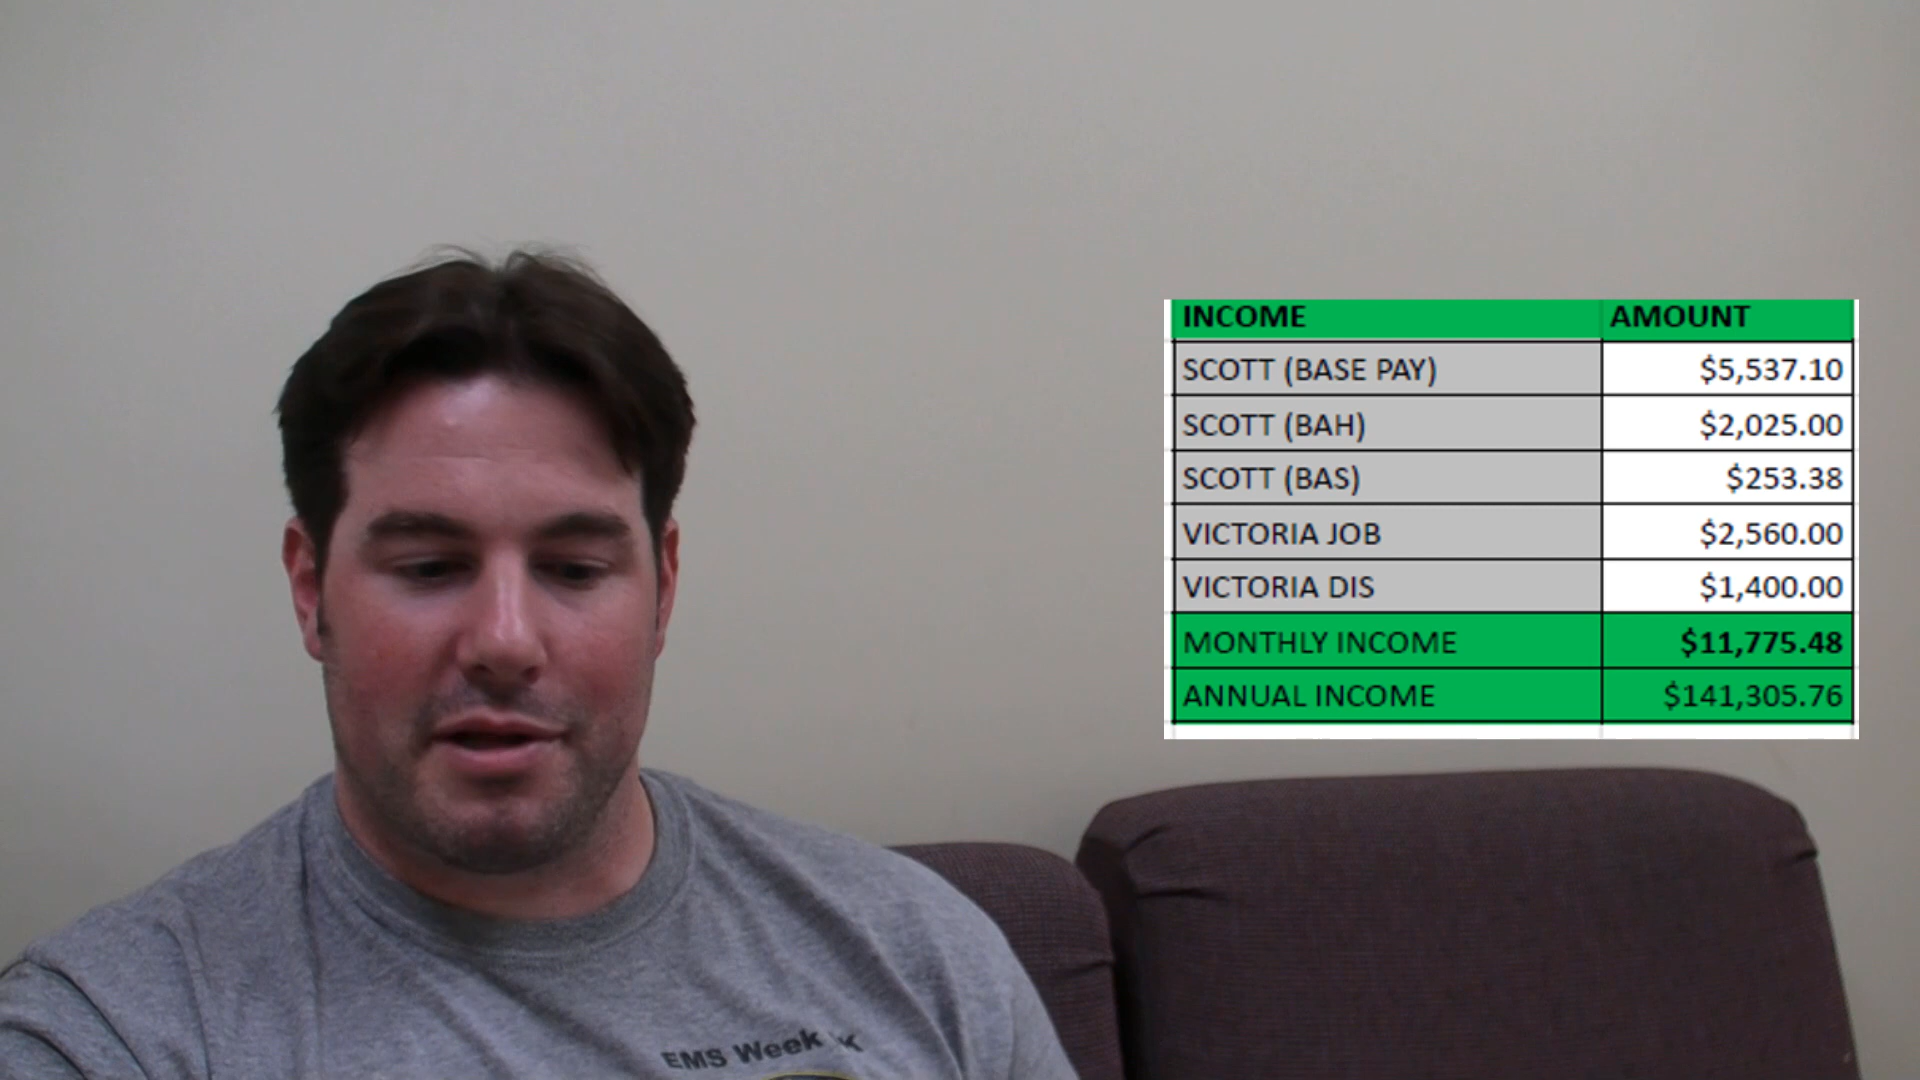 INCOME AMOUNT
SCOTT (BASE PAY) $5,537.10
SCOTT (BAH) $2,025.00
SCOTT (BAS) $253.38
VICTORIA JOB $2,560.00
VICTORIA DIS $1,400.00
MONTHLY INCOME $11,775.48
ANNUAL INCOME $141,305.76
EMS Week